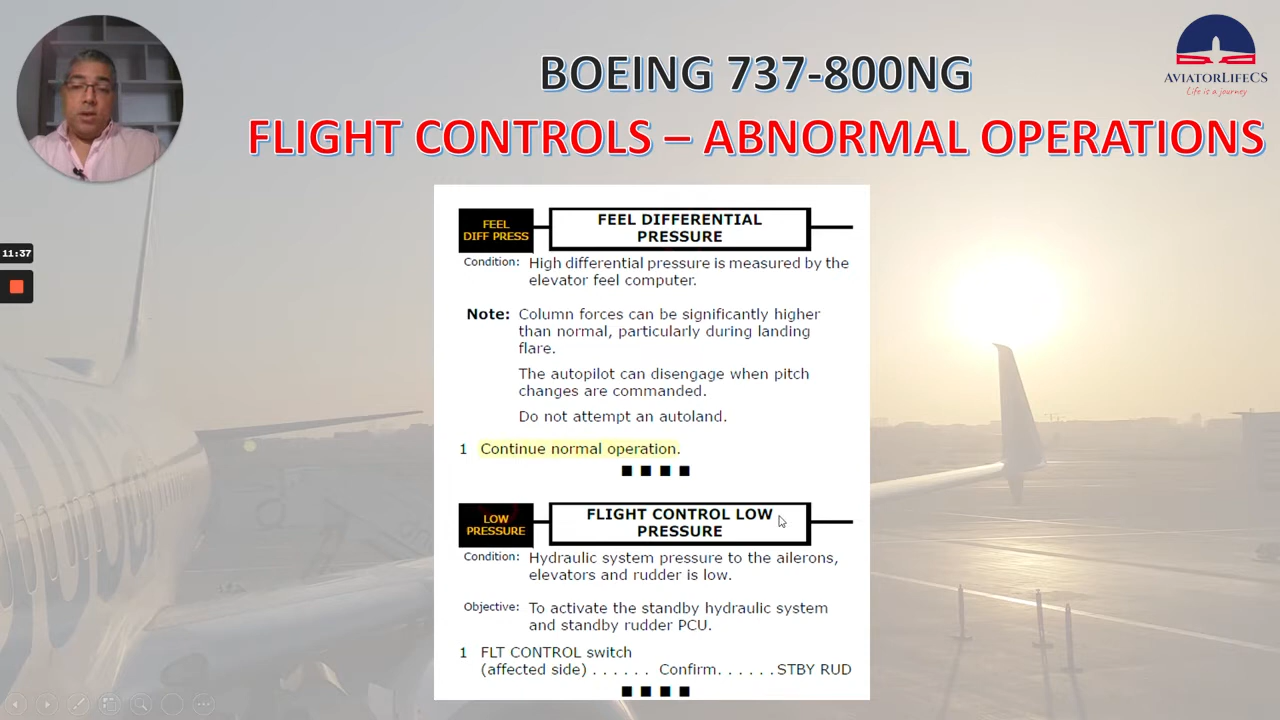 BOEING 737-800NG
FLIGHT CONTROLS – ABNORMAL OPERATIONS
AVIATORLIFECS
Life is a journey
11:37
FEEL
DIFF PRESS
FEEL DIFFERENTIAL
PRESSURE
Condition: High differential pressure is measured by the
elevator feel computer.
Note: Column forces can be significantly higher
than normal, particularly during landing
flare.
The autopilot can disengage when pitch
changes are commanded.
Do not attempt an autoland.
1 Continue normal operation.
LOW
PRESSURE
FLIGHT CONTROL LOW
PRESSURE
Condition: Hydraulic system pressure to the ailerons,
elevators and rudder is low.
Objective: To activate the standby hydraulic system
and standby rudder PCU.
1 FLT CONTROL switch
(affected side) . . . . . . Confirm. . . . . . STBY RUD